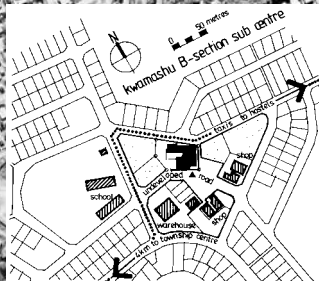 N
0 50 metres
kwamashu B-section sub centre
taxis to hostels
shop
undeveloped road
school
shop
warehouse
4km to township centre